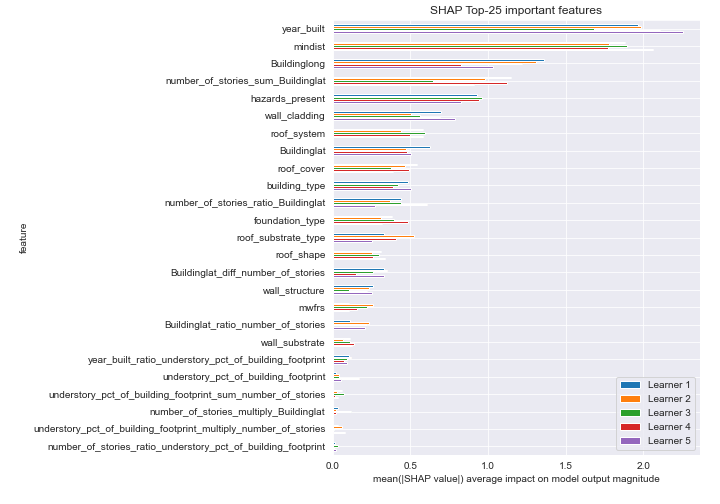 SHAP Top-25 important features
year_built
mindist
Buildinglong
number_of_stories_sum_Buildinglat
hazards_present
wall_cladding
roof_system
Buildinglat
roof_cover
building_type
number_of_stories_ratio_Buildinglat
foundation_type
roof_substrate_type
roof_shape
Buildinglat_diff_number_of_stories
wall_structure
mwfrs
Buildinglat_ratio_number_of_stories
wall_substrate
year_built_ratio_understory_pct_of_building_footprint
understory_pct_of_building_footprint
understory_pct_of_building_footprint_sum_number_of_stories
number_of_stories_multiply_Buildinglat
understory_pct_of_building_footprint_multiply_number_of_stories
number_of_stories_ratio_understory_pct_of_building_footprint
feature
Learner 1
Learner 2
Learner 3
Learner 4
Learner 5
0.0 0.5 1.0 1.5 2.0
mean(|SHAP value|) average impact on model output magnitude